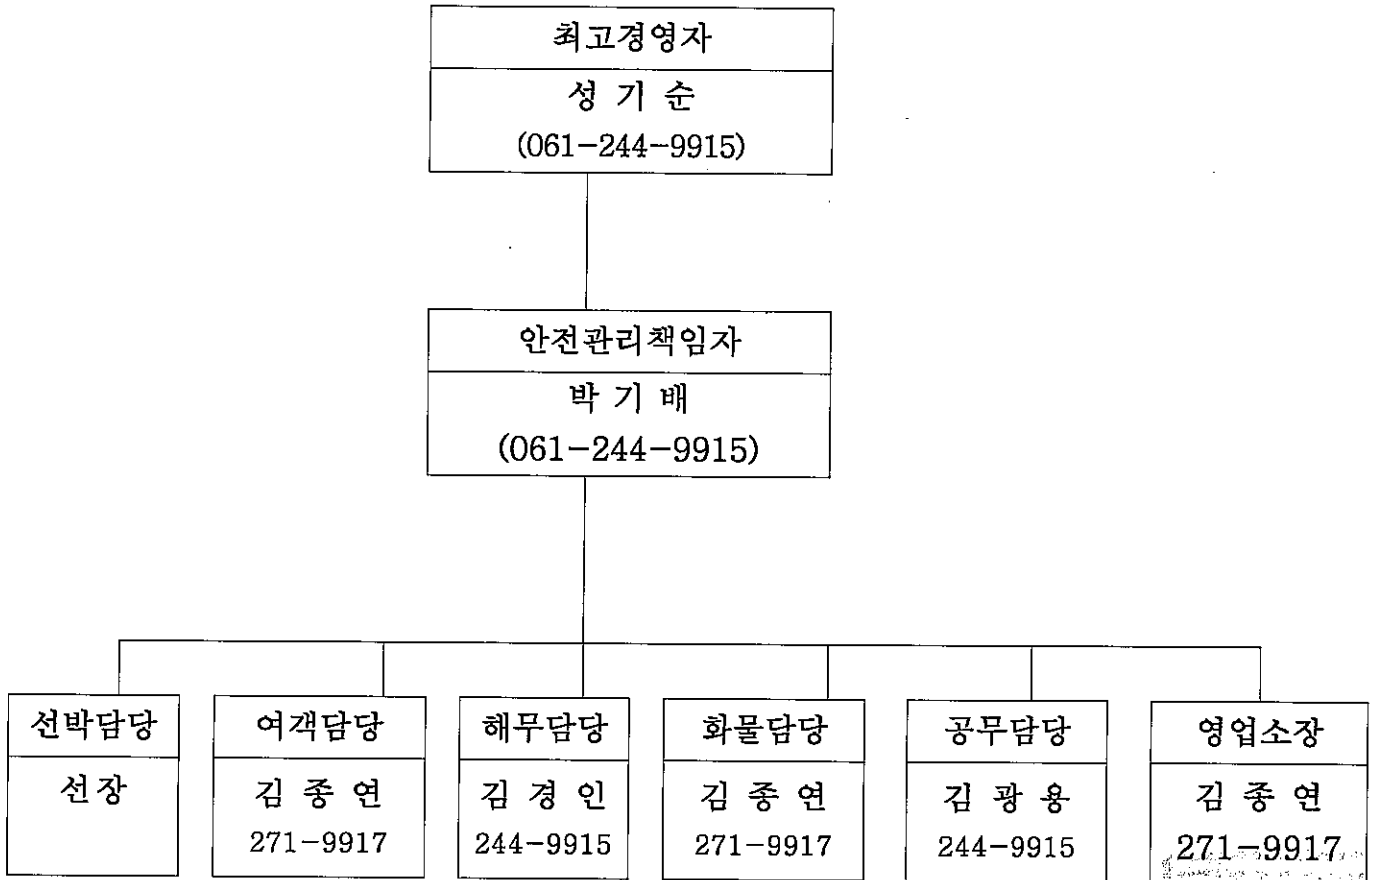 최고경영자
성 기 순
(061-244-9915)
안전관리책임자
박 기 배
(061-244-9915)
선박담당
선장
여객담당
김 종 연
271-9917
해무담당
김 경 인
244-9915
화물담당
김 종 연
271-9917
공무담당
김 광 용
244-9915
영업소장
김 종 연
271-9917